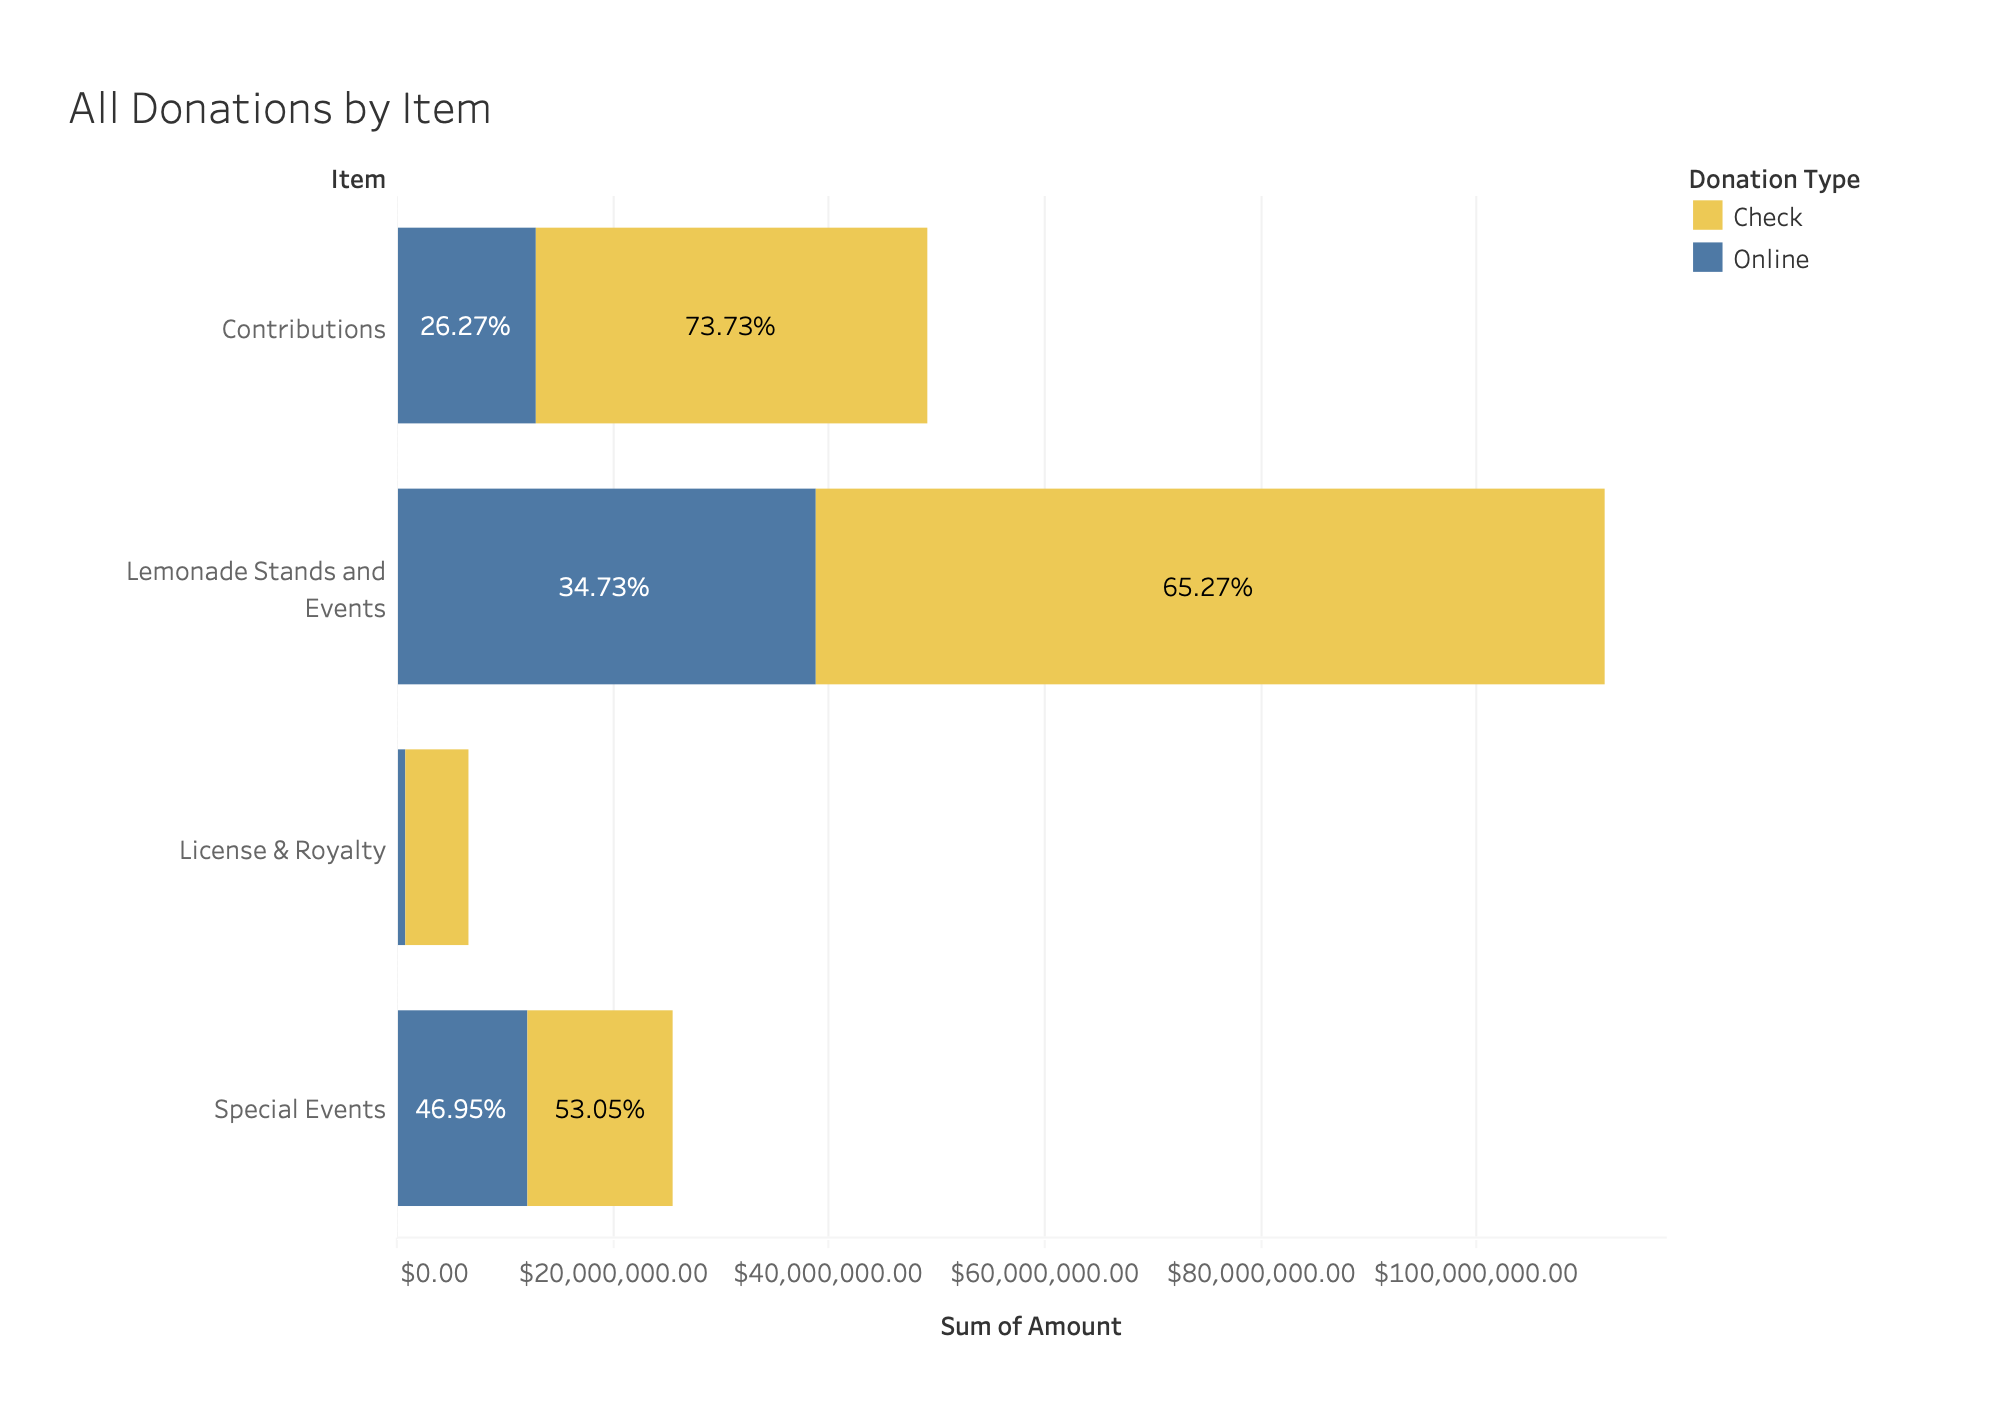 All Donations by Item
Item
Donation Type
Check
Online
Contributions
26.27%
73.73%
Lemonade Stands and
Events
34.73%
65.27%
License & Royalty
Special Events
46.95%
53.05%
$0.00
$20,000,000.00
$40,000,000.00
$60,000,000.00
$80,000,000.00
$100,000,000.00
Sum of Amount